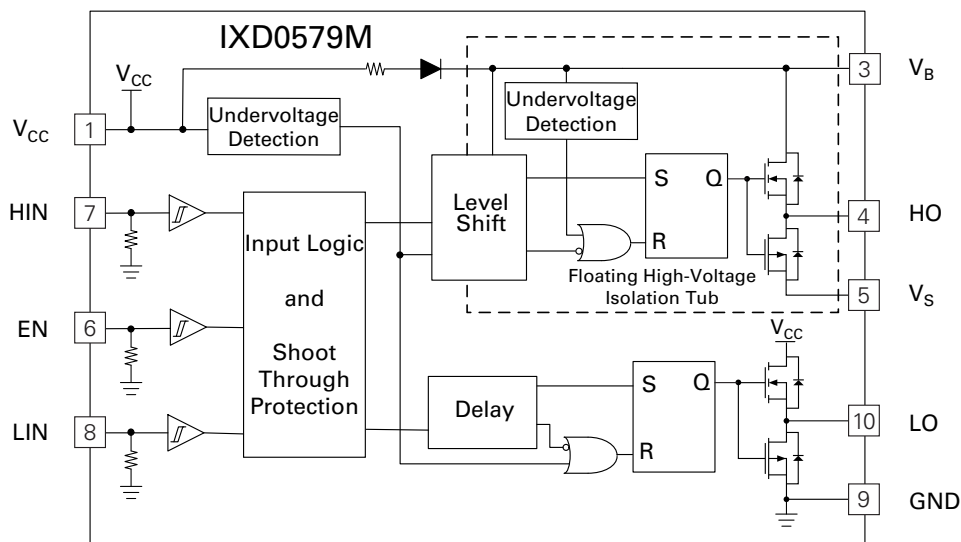 IXD0579M
V_CC
V_CC
1
Undervoltage
Detection
Undervoltage
Detection
3
V_B
HIN
7
Input Logic
and
Shoot
Through
Protection
Level
Shift
S
Q
R
4
HO
Floating High-Voltage
Isolation Tub
5
V_S
EN
6
V_CC
LIN
8
Delay
S
Q
R
10
LO
9
GND